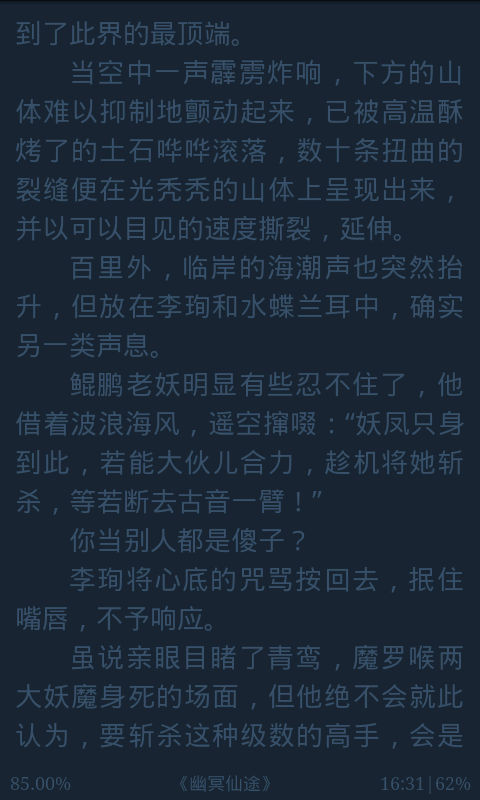 到了此界的最顶端。
当空中一声霹雳炸响，下方的山
体难以抑制地颤动起来，已被高温酥
烤了的土石哗哗滚落，数十条扭曲的
裂缝便在光秃秃的山体上呈现出来，
并以可以目见的速度撕裂，延伸。
百里外，临岸的海潮声也突然抬
升，但放在李珣和水蝶兰耳中，确实
另一类声息。
鲲鹏老妖明显有些忍不住了，他
借着波浪海风，遥空撺啜：“妖凤只身
到此，若能大伙儿合力，趁机将她斩
杀，等若断去古音一臂！”
你当别人都是傻子？
李珣将心底的咒骂按回去，抿住
嘴唇，不予响应。
虽说亲眼目睹了青鸾，魔罗喉两
大妖魔身死的场面，但他绝不会就此
认为，要斩杀这种级数的高手，会是
85.00% 《幽冥仙途》 16:31|62%